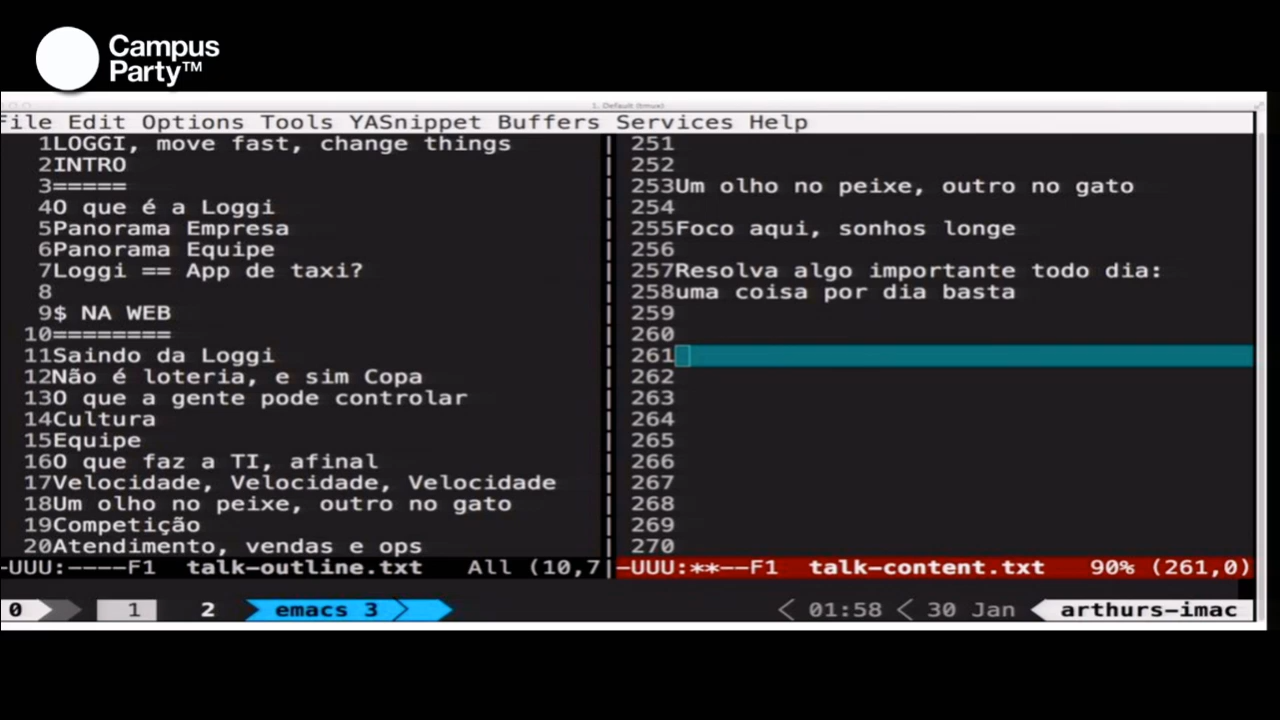 Campus
Party™
1. Default (tmux)
File Edit Options Tools YASnippet Buffers Services Help
1LOGGI, move fast, change things
2INTRO
3=====
4O que é a Loggi
5Panorama Empresa
6Panorama Equipe
7Loggi == App de taxi?
8
9$ NA WEB
10========
11Saindo da Loggi
12Não é loteria, e sim Copa
13O que a gente pode controlar
14Cultura
15Equipe
16O que faz a TI, afinal
17Velocidade, Velocidade, Velocidade
18Um olho no peixe, outro no gato
19Competição
20Atendimento, vendas e ops
-UUU:----F1 talk-outline.txt All (10,7
251
252
253Um olho no peixe, outro no gato
254
255Foco aqui, sonhos longe
256
257Resolva algo importante todo dia:
258uma coisa por dia basta
259
260
261
262
263
264
265
266
267
268
269
270
-UUU:**--F1 talk-content.txt 90% (261,0)
0 1 2 emacs 3 01:58 30 Jan arthurs-imac